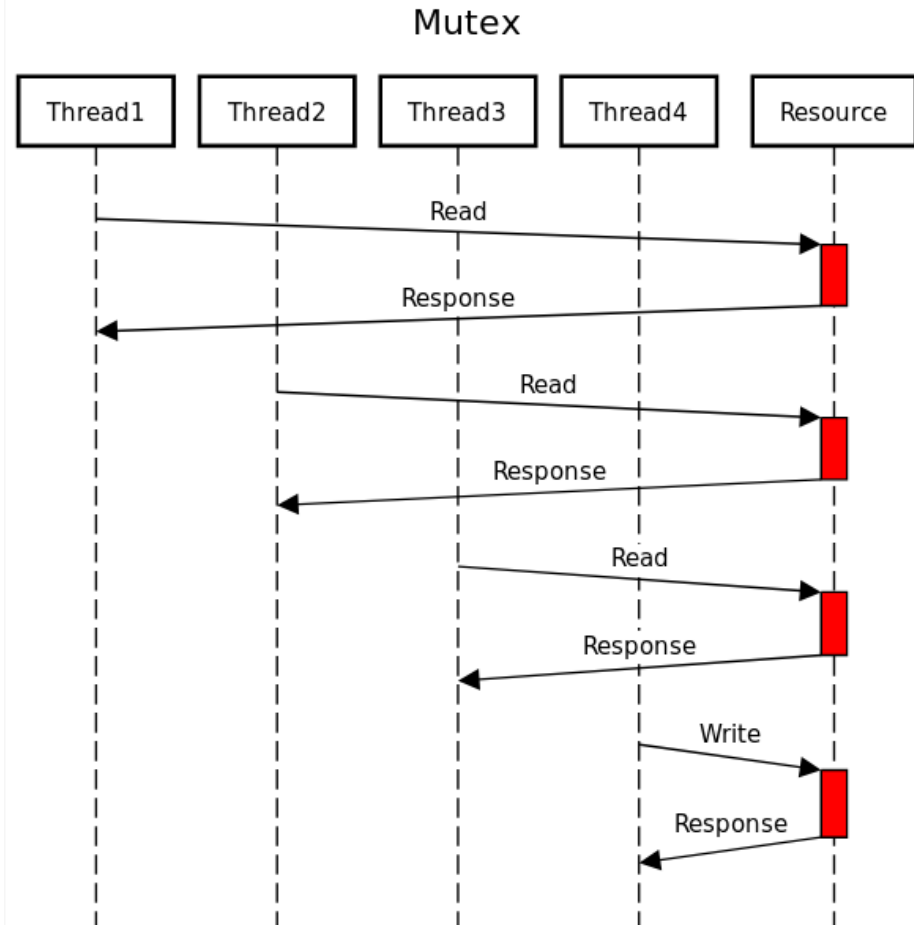 Mutex
Thread1 Thread2 Thread3 Thread4 Resource
Read
Response
Read
Response
Read
Response
Write
Response